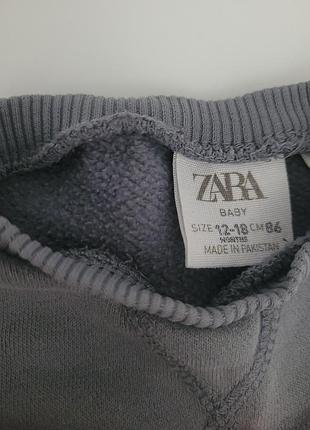 ZARA
BABY
SIZE 12-18 CM 86
MONTHS
MADE IN PAKISTAN